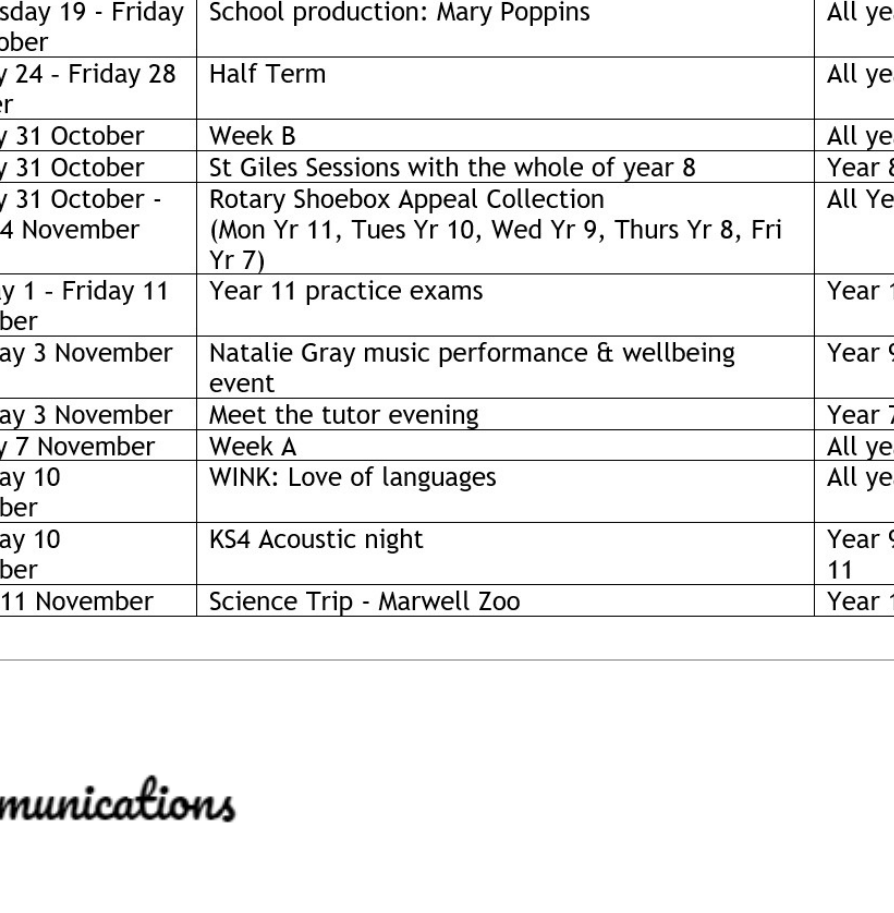 sday 19 - Friday School production: Mary Poppins All ye
ober
y 24 – Friday 28 Half Term All ye
er
y 31 October Week B All ye
y 31 October St Giles Sessions with the whole of year 8 Year 8
y 31 October - Rotary Shoebox Appeal Collection All Ye
4 November (Mon Yr 11, Tues Yr 10, Wed Yr 9, Thurs Yr 8, Fri
Yr 7)
y 1 – Friday 11 Year 11 practice exams Year 1
ber
ay 3 November Natalie Gray music performance & wellbeing Year 9
event
ay 3 November Meet the tutor evening Year 7
y 7 November Week A All ye
ay 10 WINK: Love of languages All ye
ber
ay 10 KS4 Acoustic night Year 9
ber 11
11 November Science Trip - Marwell Zoo Year 1
munications